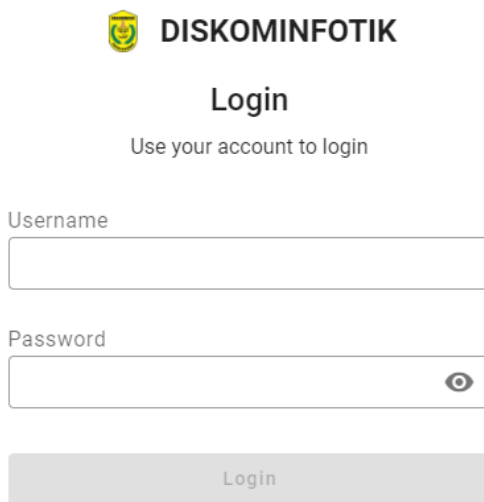 DISKOMINFOTIK
Login
Use your account to login
Username
Password
Login